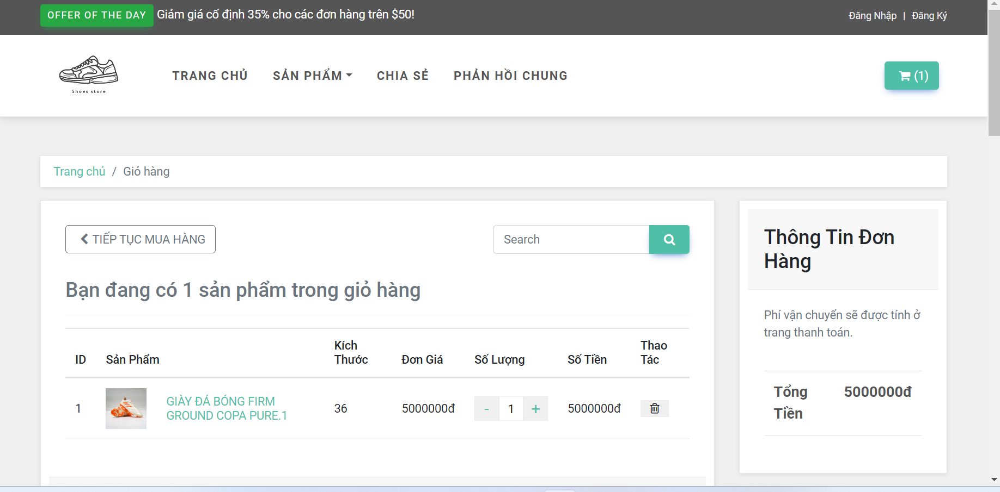 OFFER OF THE DAY Giảm giá cố định 35% cho các đơn hàng trên $50!
Đăng Nhập | Đăng Ký
Shoes store
TRANG CHỦ SẢN PHẨM CHIA SẺ PHẢN HỒI CHUNG
(1)
Trang chủ / Giỏ hàng
TIẾP TỤC MUA HÀNG
Search
Bạn đang có 1 sản phẩm trong giỏ hàng
ID Sản Phẩm Kích Thước Đơn Giá Số Lượng Số Tiền Thao Tác
1 GIÀY ĐÁ BÓNG FIRM GROUND COPA PURE.1 36 5000000đ - 1 + 5000000đ
Thông Tin Đơn
Hàng
Phí vận chuyển sẽ được tính ở
trang thanh toán.
Tổng Tiền 5000000đ